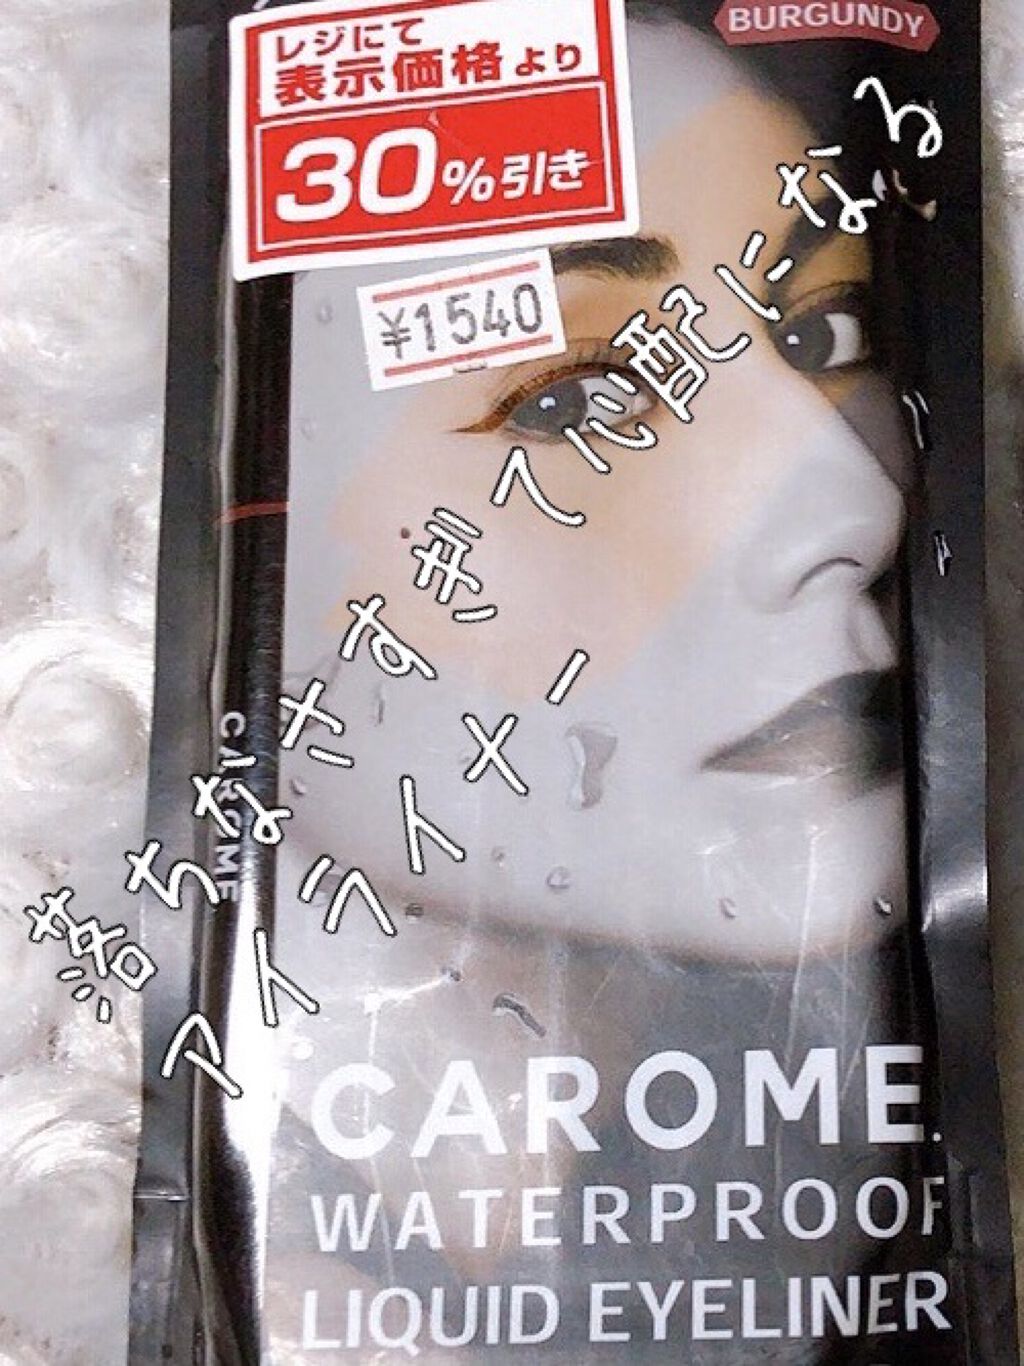 BURGUNDY
レジにて
表示価格より
30%引き
¥1540
落ちなすぎて心配になる
アイライナー
CAROME
CAROME.
WATERPROOF
LIQUID EYELINER